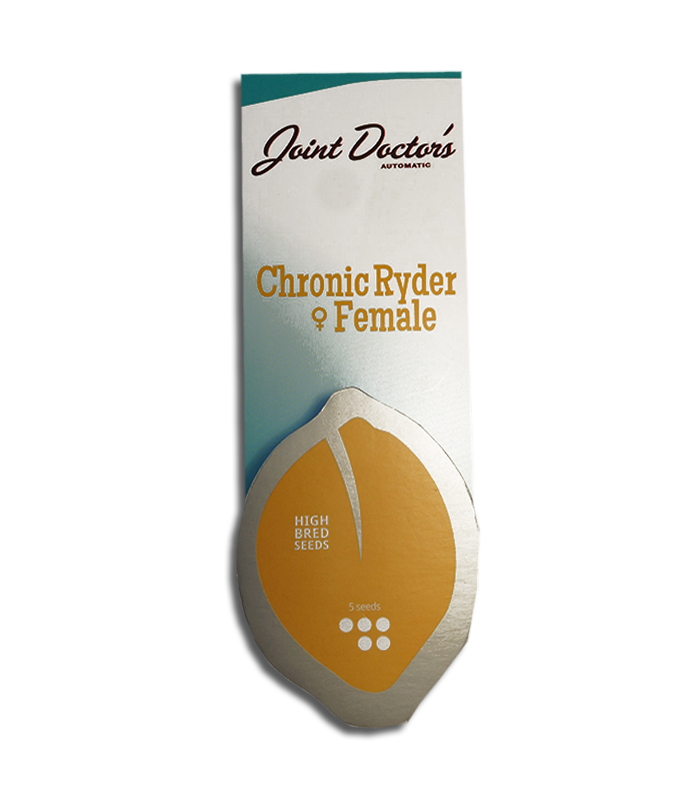 Joint Doctor's
AUTOMATIC
Chronic Ryder
♀ Female
HIGH
BRED
SEEDS
5 seeds